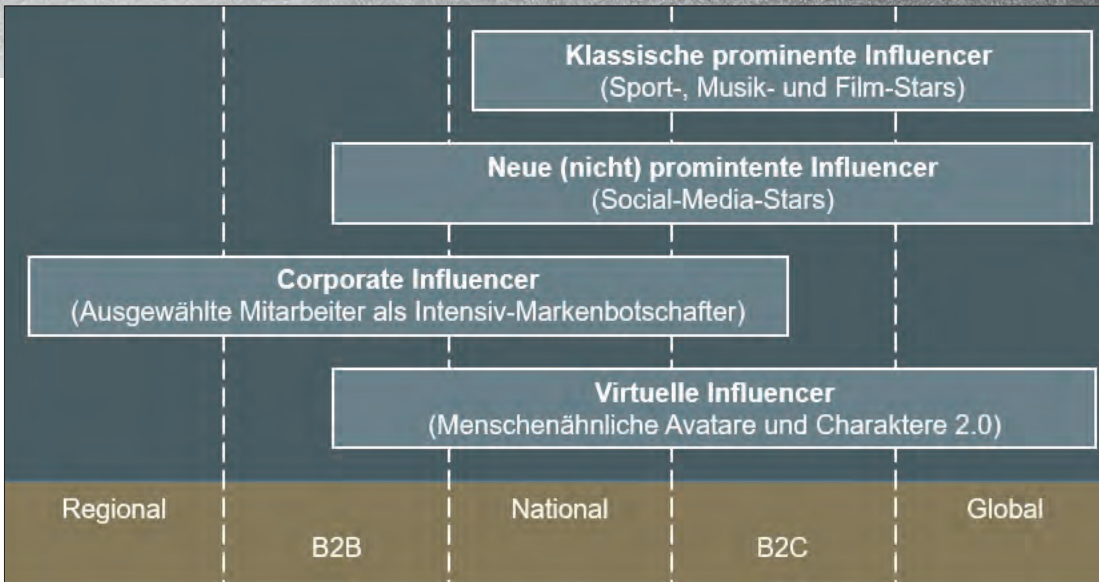 Klassische prominente Influencer
(Sport-, Musik- und Film-Stars)
Neue (nicht) promintente Influencer
(Social-Media-Stars)
Corporate Influencer
(Ausgewählte Mitarbeiter als Intensiv-Markenbotschafter)
Virtuelle Influencer
(Menschenähnliche Avatare und Charaktere 2.0)
Regional National Global
B2B B2C